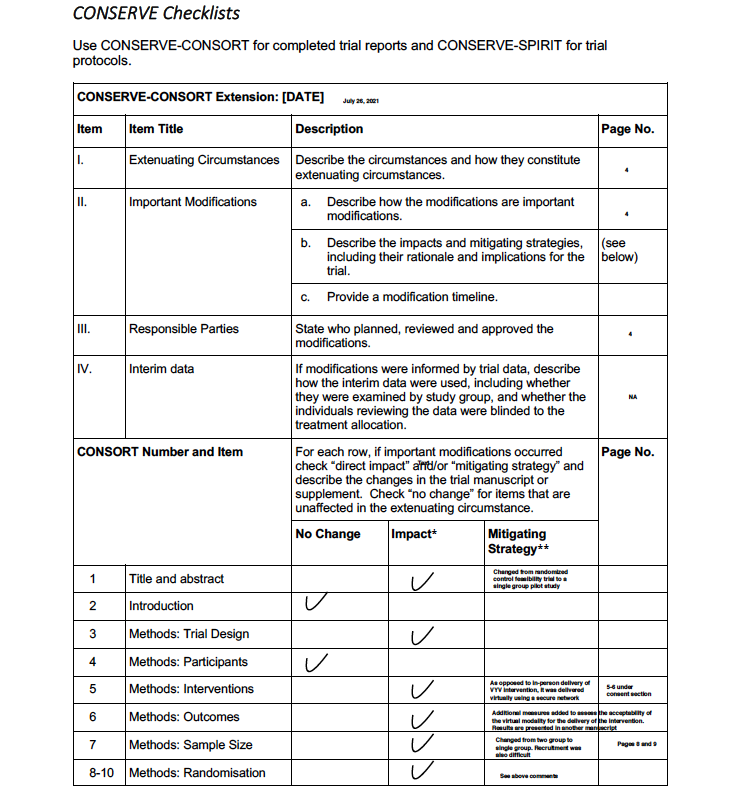 CONSERVE Checklists
Use CONSERVE-CONSORT for completed trial reports and CONSERVE-SPIRIT for trial
protocols.
CONSERVE-CONSORT Extension: [DATE] July 26, 2021
Item Item Title Description Page No.
I. Extenuating Circumstances Describe the circumstances and how they constitute
extenuating circumstances.
4
II. Important Modifications a. Describe how the modifications are important
modifications.
4
b. Describe the impacts and mitigating strategies,
including their rationale and implications for the
trial.
(see
below)
c. Provide a modification timeline.
III. Responsible Parties State who planned, reviewed and approved the
modifications.
4
IV. Interim data If modifications were informed by trial data, describe
how the interim data were used, including whether
they were examined by study group, and whether the
individuals reviewing the data were blinded to the
treatment allocation.
NA
CONSORT Number and Item For each row, if important modifications occurred
check “direct impact” and/or “mitigating strategy” and
describe the changes in the trial manuscript or
supplement. Check “no change” for items that are
unaffected in the extenuating circumstance.
Page No.
No Change Impact* Mitigating
Strategy**
1 Title and abstract
Changed from randomized
control feasibility trial to a
single group pilot study
2 Introduction
3 Methods: Trial Design
4 Methods: Participants
5 Methods: Interventions
As opposed to in-person delivery of
VYV intervention, it was delivered
virtually using a secure network
5-6 under
consent section
6 Methods: Outcomes
Additional measures added to assess the acceptability of
the virtual modality for the delivery of the intervention.
Results are presented in another manuscript
7 Methods: Sample Size
Changed from two group to
single group. Recruitment was
also difficult
Pages 8 and 9
8-10 Methods: Randomisation
See above comments